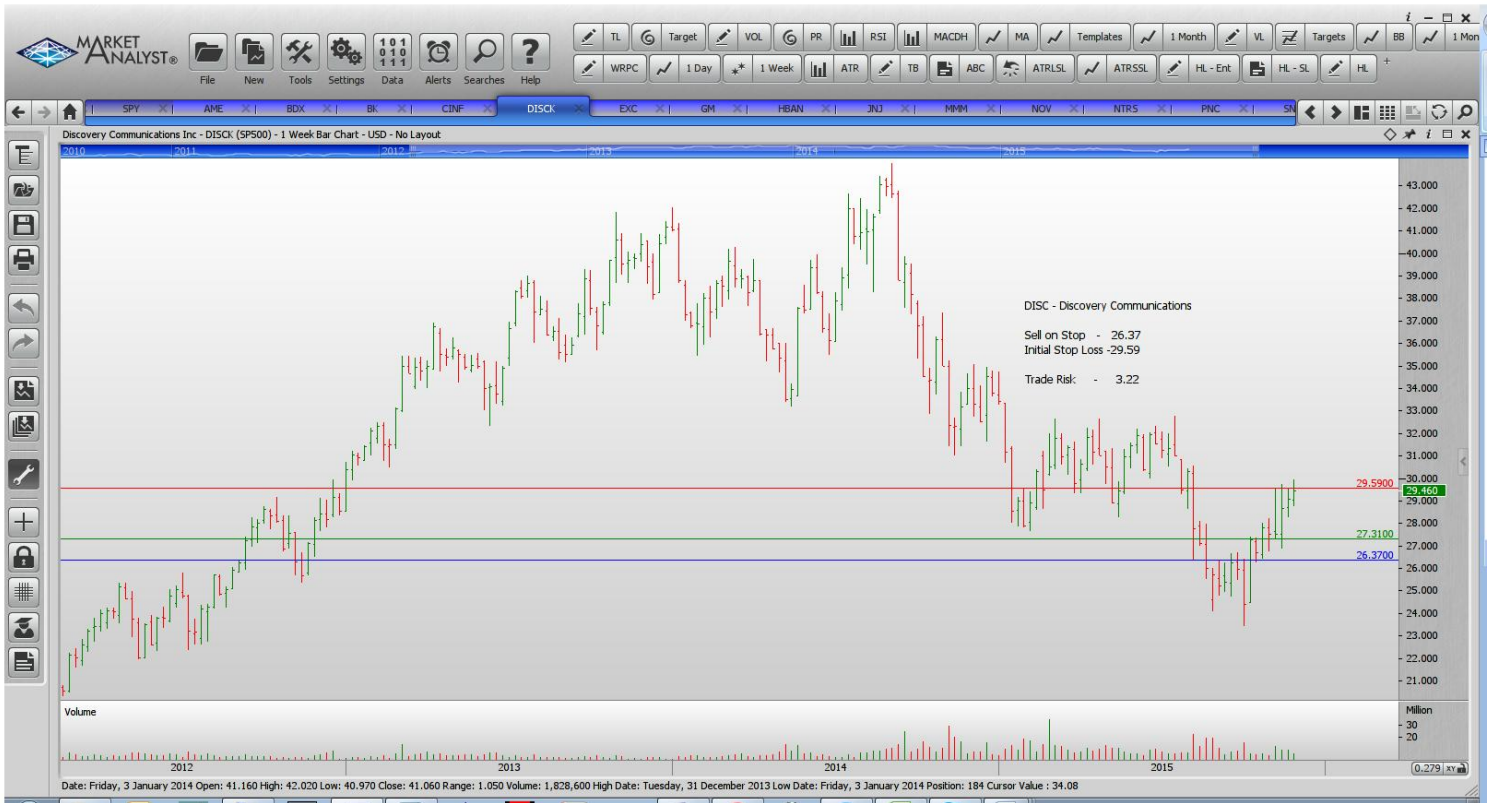 i
MARKET ANALYST®
File New Tools Settings Data Alerts Searches Help
TL Target VOL PR RSI MACDH MA Templates 1 Month VL Targets BB 1 Mon
WRPC 1 Day 1 Week ATR TB ABC ATRLSL ATRSSL HL - Ent HL - SL HL
101
010
111
SPY AME BDX BK CINF DISCK EXC GM HBAN JNJ MMM NOV NTRS PNC SN
Discovery Communications Inc - DISCK (SP500) - 1 Week Bar Chart - USD - No Layout
2010 2011 2012 2013 2014 2015
43.000
42.000
41.000
40.000
39.000
38.000
37.000
36.000
35.000
34.000
33.000
32.000
31.000
30.000
29.460
29.000
28.000
27.000
26.000
25.000
24.000
23.000
22.000
21.000
DISC - Discovery Communications
Sell on Stop - 26.37
Initial Stop Loss -29.59
Trade Risk - 3.22
29.5900
27.3100
26.3700
Volume
Million
30
20
2012 2013 2014 2015
0.279 XY
Date: Friday, 3 January 2014 Open: 41.160 High: 42.020 Low: 40.970 Close: 41.060 Range: 1.050 Volume: 1,828,600 High Date: Tuesday, 31 December 2013 Low Date: Friday, 3 January 2014 Position: 184 Cursor Value : 34.08